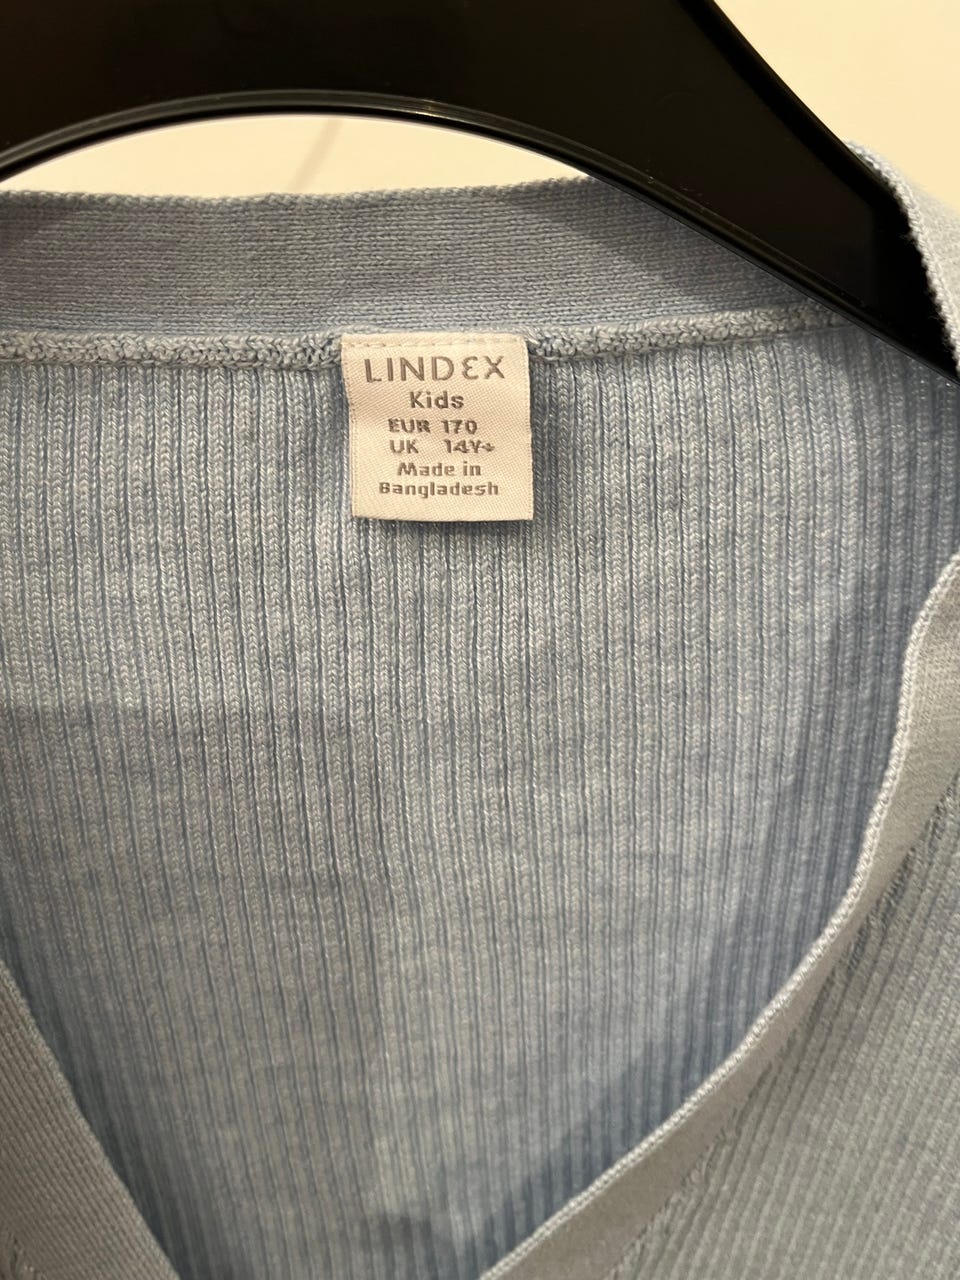 LINDEX
Kids
EUR 170
UK 14Y+
Made in
Bangladesh